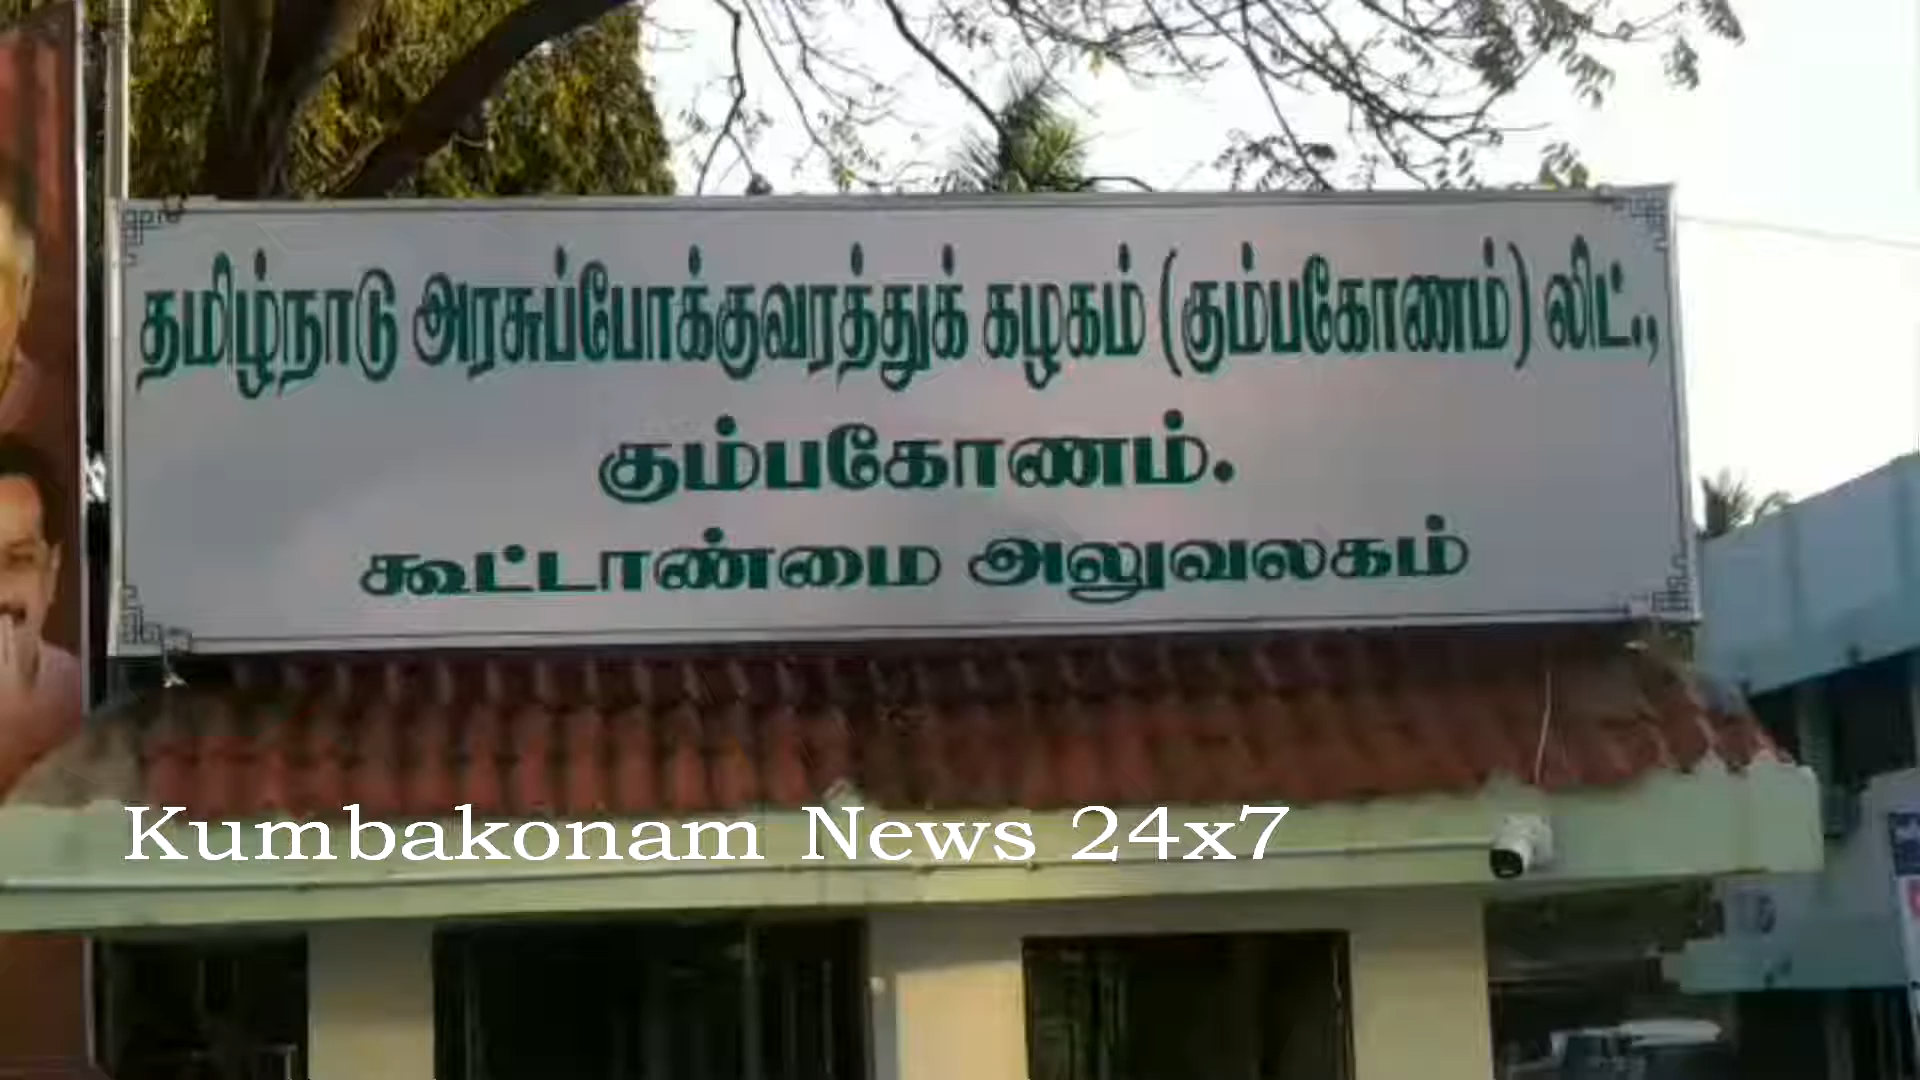 தமிழ்நாடு அரசுப்போக்குவரத்துக் கழகம் (கும்பகோணம்) லிட்.,
கும்பகோணம்.
கூட்டாண்மை அலுவலகம்
Kumbakonam News 24x7